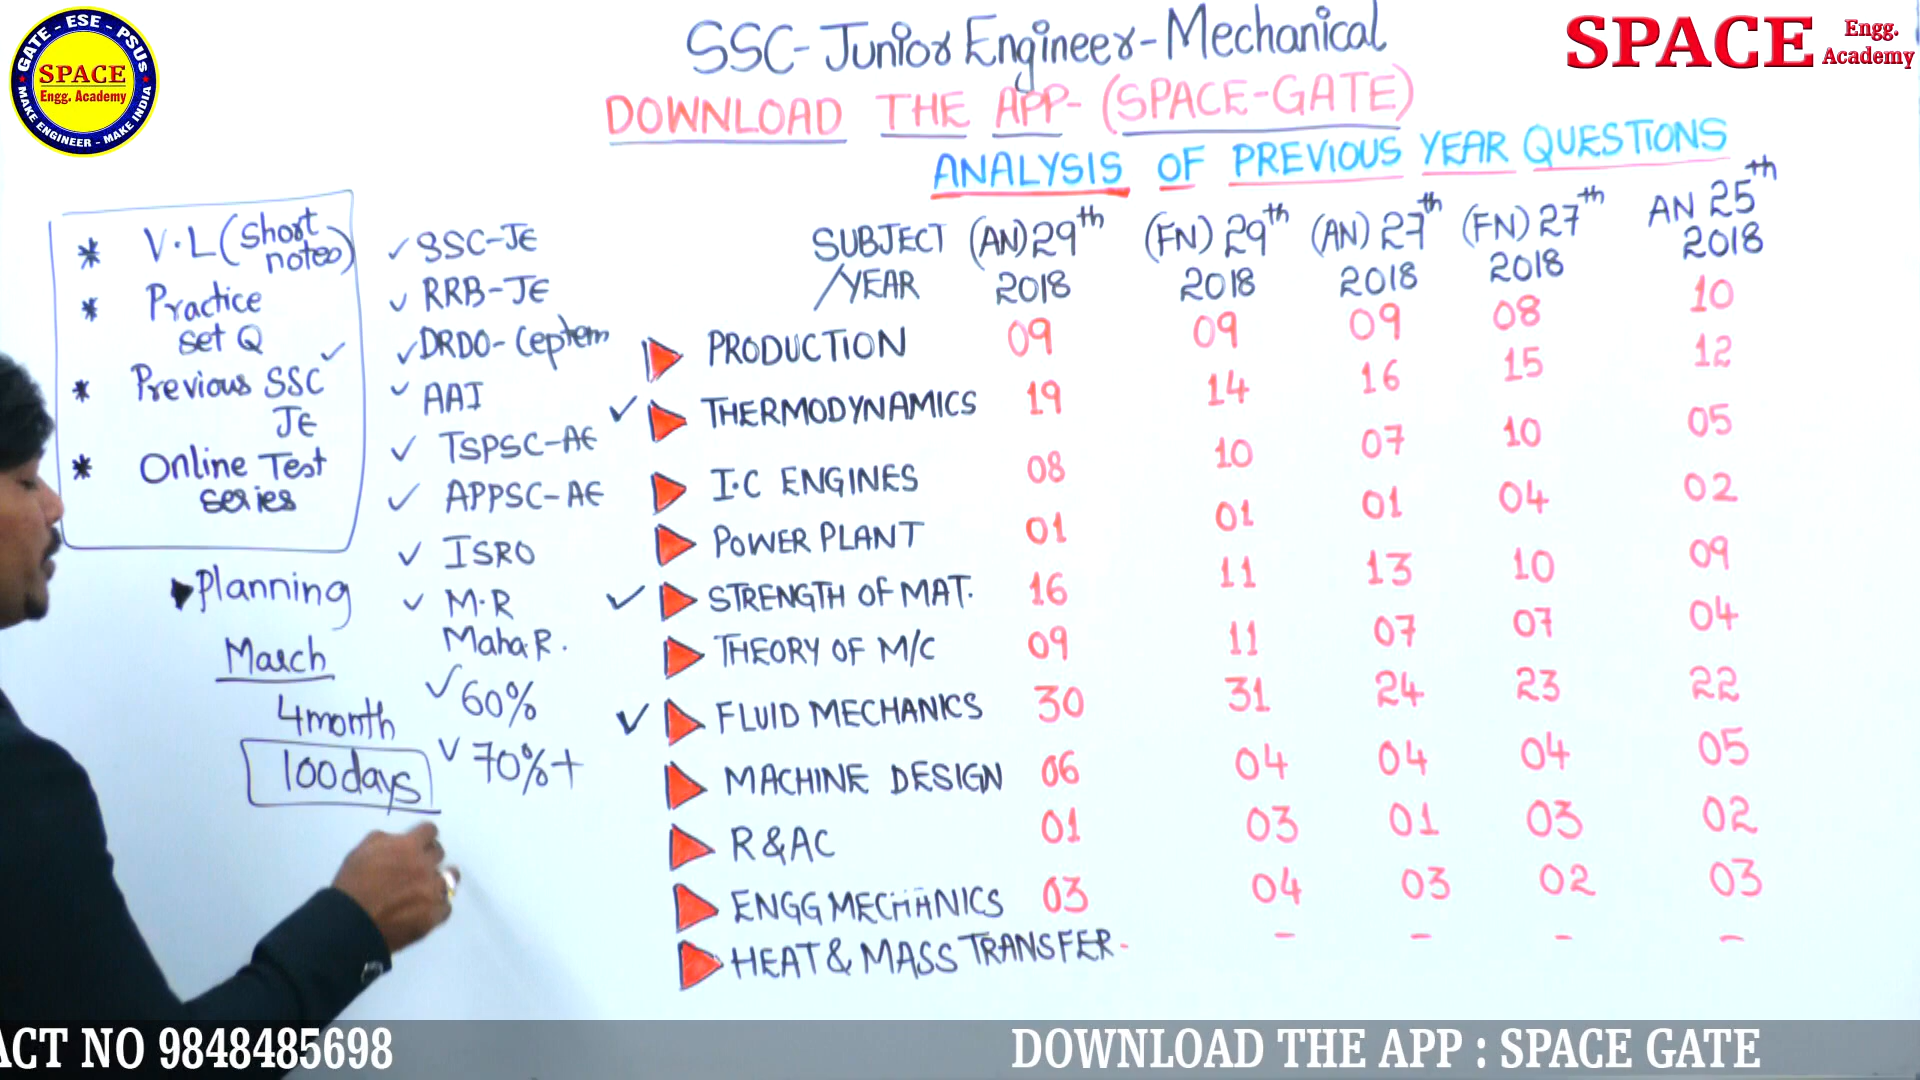 GATE - ESE - PSUs
SPACE
Engg. Academy
MAKE ENGINEER - MAKE INDIA
SSC-Junior Engineer-Mechanical
SPACE Engg. Academy
DOWNLOAD THE APP- (SPACE-GATE)
ANALYSIS OF PREVIOUS YEAR QUESTIONS
* V.L (Short notes)
* Practice set Q
* Previous SSC JE ✓
* Online Test series
Planning
March
4month
100days
✓ SSC-JE
✓ RRB-JE
✓ DRDO-Ceptem
✓ AAI
✓ TSPSC-AE
✓ APPSC-AE
✓ ISRO
✓ M.R
Maha.R.
✓ 60%
✓ 70%+
SUBJECT /YEAR (AN) 29th 2018 (FN) 29th 2018 (AN) 27th 2018 (FN) 27th 2018 AN 25th 2018
PRODUCTION 09 09 09 08 10
✓ THERMODYNAMICS 19 14 16 15 12
I.C ENGINES 08 10 07 10 05
POWER PLANT 01 01 01 04 02
✓ STRENGTH OF MAT. 16 11 13 10 09
THEORY OF M/C 09 11 07 07 04
✓ FLUID MECHANICS 30 31 24 23 22
MACHINE DESIGN 06 04 04 04 05
R&AC 01 03 01 03 02
ENGG MECHANICS 03 04 03 02 03
HEAT & MASS TRANSFER - - - - -
ACT NO 9848485698
DOWNLOAD THE APP : SPACE GATE